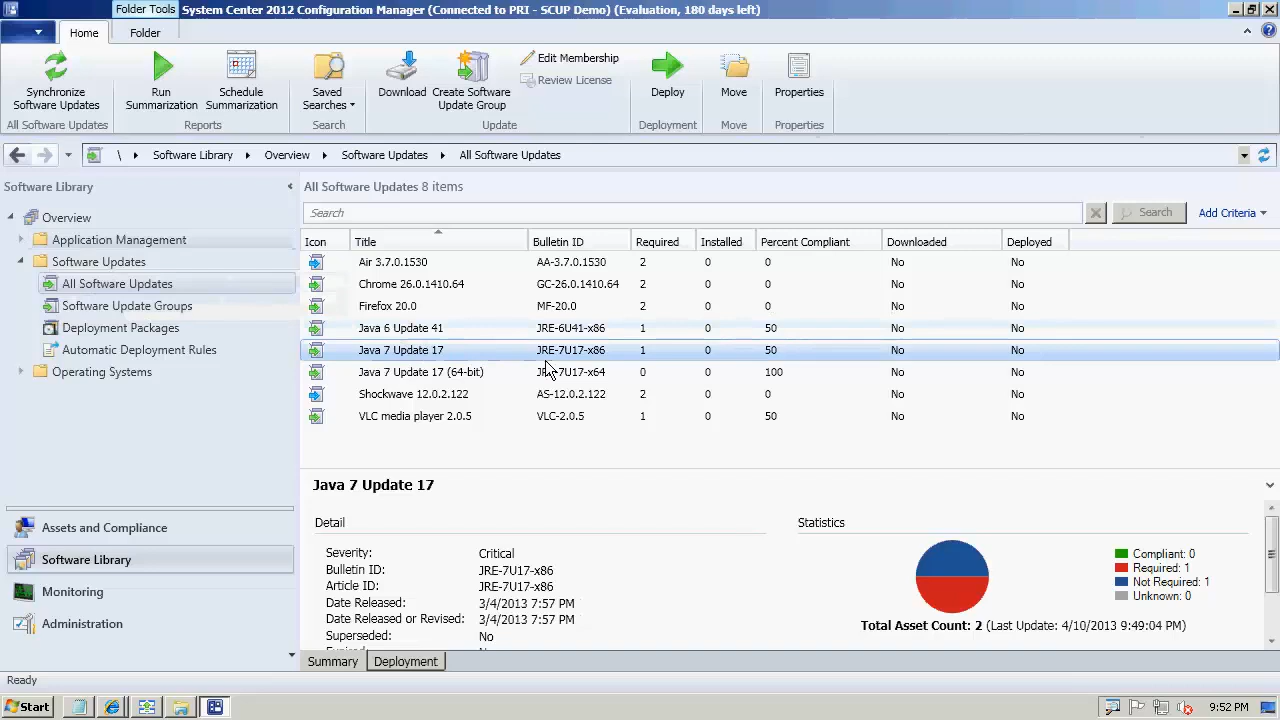 Folder Tools
System Center 2012 Configuration Manager (Connected to PRI - SCUP Demo) (Evaluation, 180 days left)
Home
Folder
Synchronize Software Updates
Run Summarization
Schedule Summarization
Saved Searches
Download
Create Software Update Group
Edit Membership
Review License
Deploy
Move
Properties
All Software Updates
Reports
Search
Update
Deployment
Move
Properties
\ Software Library Overview Software Updates All Software Updates
Software Library
Overview
Application Management
Software Updates
All Software Updates
Software Update Groups
Deployment Packages
Automatic Deployment Rules
Operating Systems
Assets and Compliance
Software Library
Monitoring
Administration
All Software Updates 8 items
Search
Search
Add Criteria
Icon Title Bulletin ID Required Installed Percent Compliant Downloaded Deployed
Air 3.7.0.1530 AA-3.7.0.1530 2 0 0 No No
Chrome 26.0.1410.64 GC-26.0.1410.64 2 0 0 No No
Firefox 20.0 MF-20.0 2 0 0 No No
Java 6 Update 41 JRE-6U41-x86 1 0 50 No No
Java 7 Update 17 JRE-7U17-x86 1 0 50 No No
Java 7 Update 17 (64-bit) JRE-7U17-x64 0 0 100 No No
Shockwave 12.0.2.122 AS-12.0.2.122 2 0 0 No No
VLC media player 2.0.5 VLC-2.0.5 1 0 50 No No
Java 7 Update 17
Detail
Severity: Critical
Bulletin ID: JRE-7U17-x86
Article ID: JRE-7U17-x86
Date Released: 3/4/2013 7:57 PM
Date Released or Revised: 3/4/2013 7:57 PM
Superseded: No
Statistics
Compliant: 0
Required: 1
Not Required: 1
Unknown: 0
Total Asset Count: 2 (Last Update: 4/10/2013 9:49:04 PM)
Summary
Deployment
Ready
Start
9:52 PM